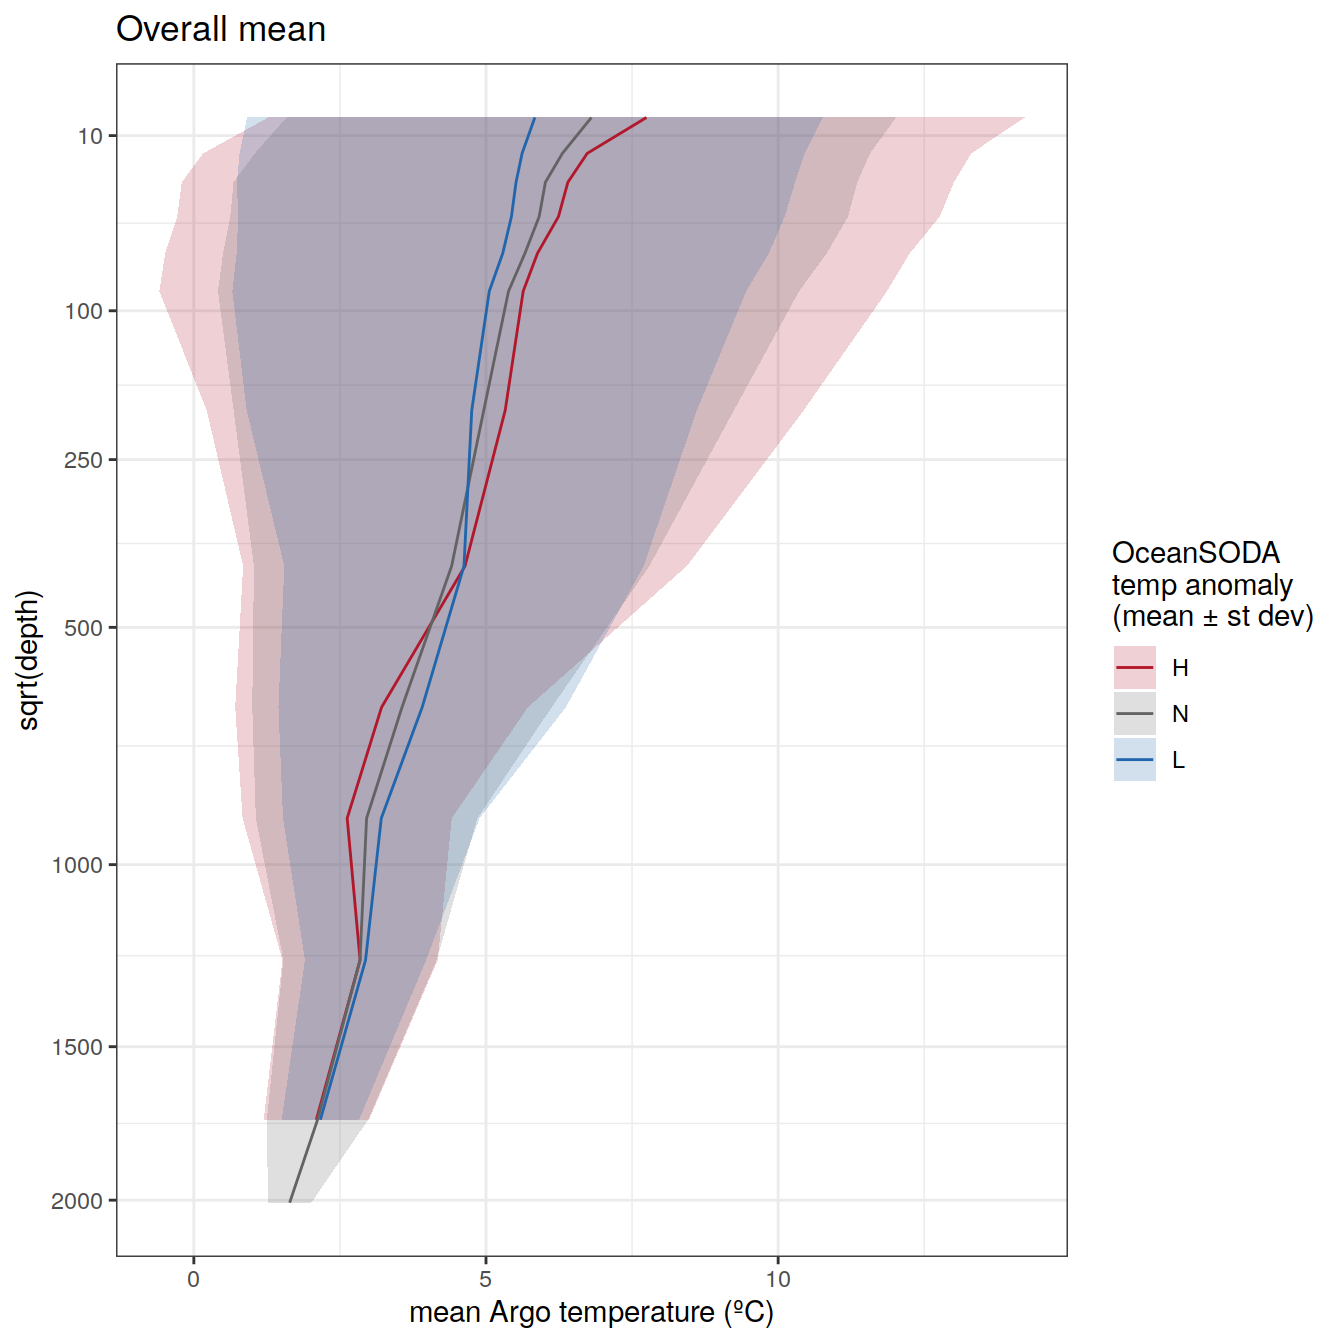 Overall mean
10
100
250
500
1000
1500
2000
sqrt(depth)
0 5 10
mean Argo temperature (ºC)
OceanSODA
temp anomaly
(mean ± st dev)
H
N
L